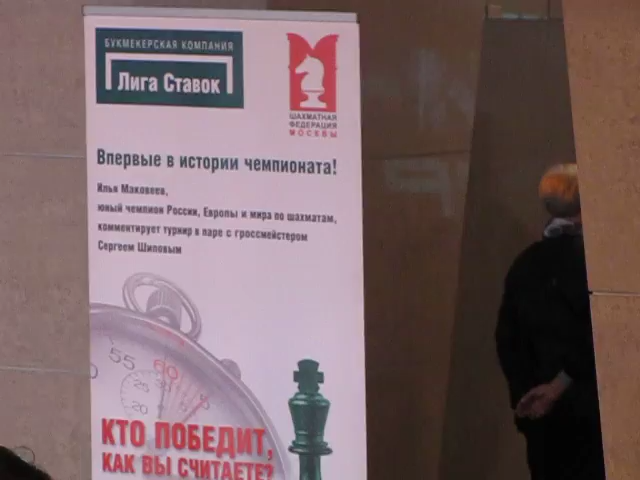 БУКМЕКЕРСКАЯ КОМПАНИЯ
Лига Ставок
ШАХМАТНАЯ
ФЕДЕРАЦИЯ
МОСКВЫ
Впервые в истории чемпионата!
Илья Маковеев,
юный чемпион России, Европы и мира по шахматам,
комментирует турнир в паре с гроссмейстером
Сергеем Шиповым
55
60
5
КТО ПОБЕДИТ,
КАК ВЫ СЧИТАЕТЕ?